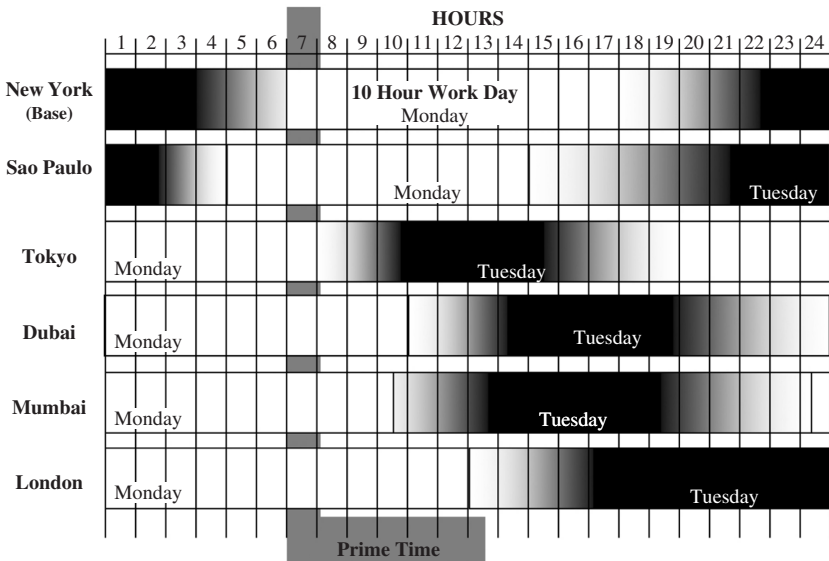 HOURS
1 2 3 4 5 6 7 8 9 10 11 12 13 14 15 16 17 18 19 20 21 22 23 24
New York 10 Hour Work Day
(Base) Monday
Sao Paulo
Monday Tuesday
Tokyo
Monday Tuesday
Dubai
Monday Tuesday
Mumbai
Monday Tuesday
London
Monday Tuesday
Prime Time